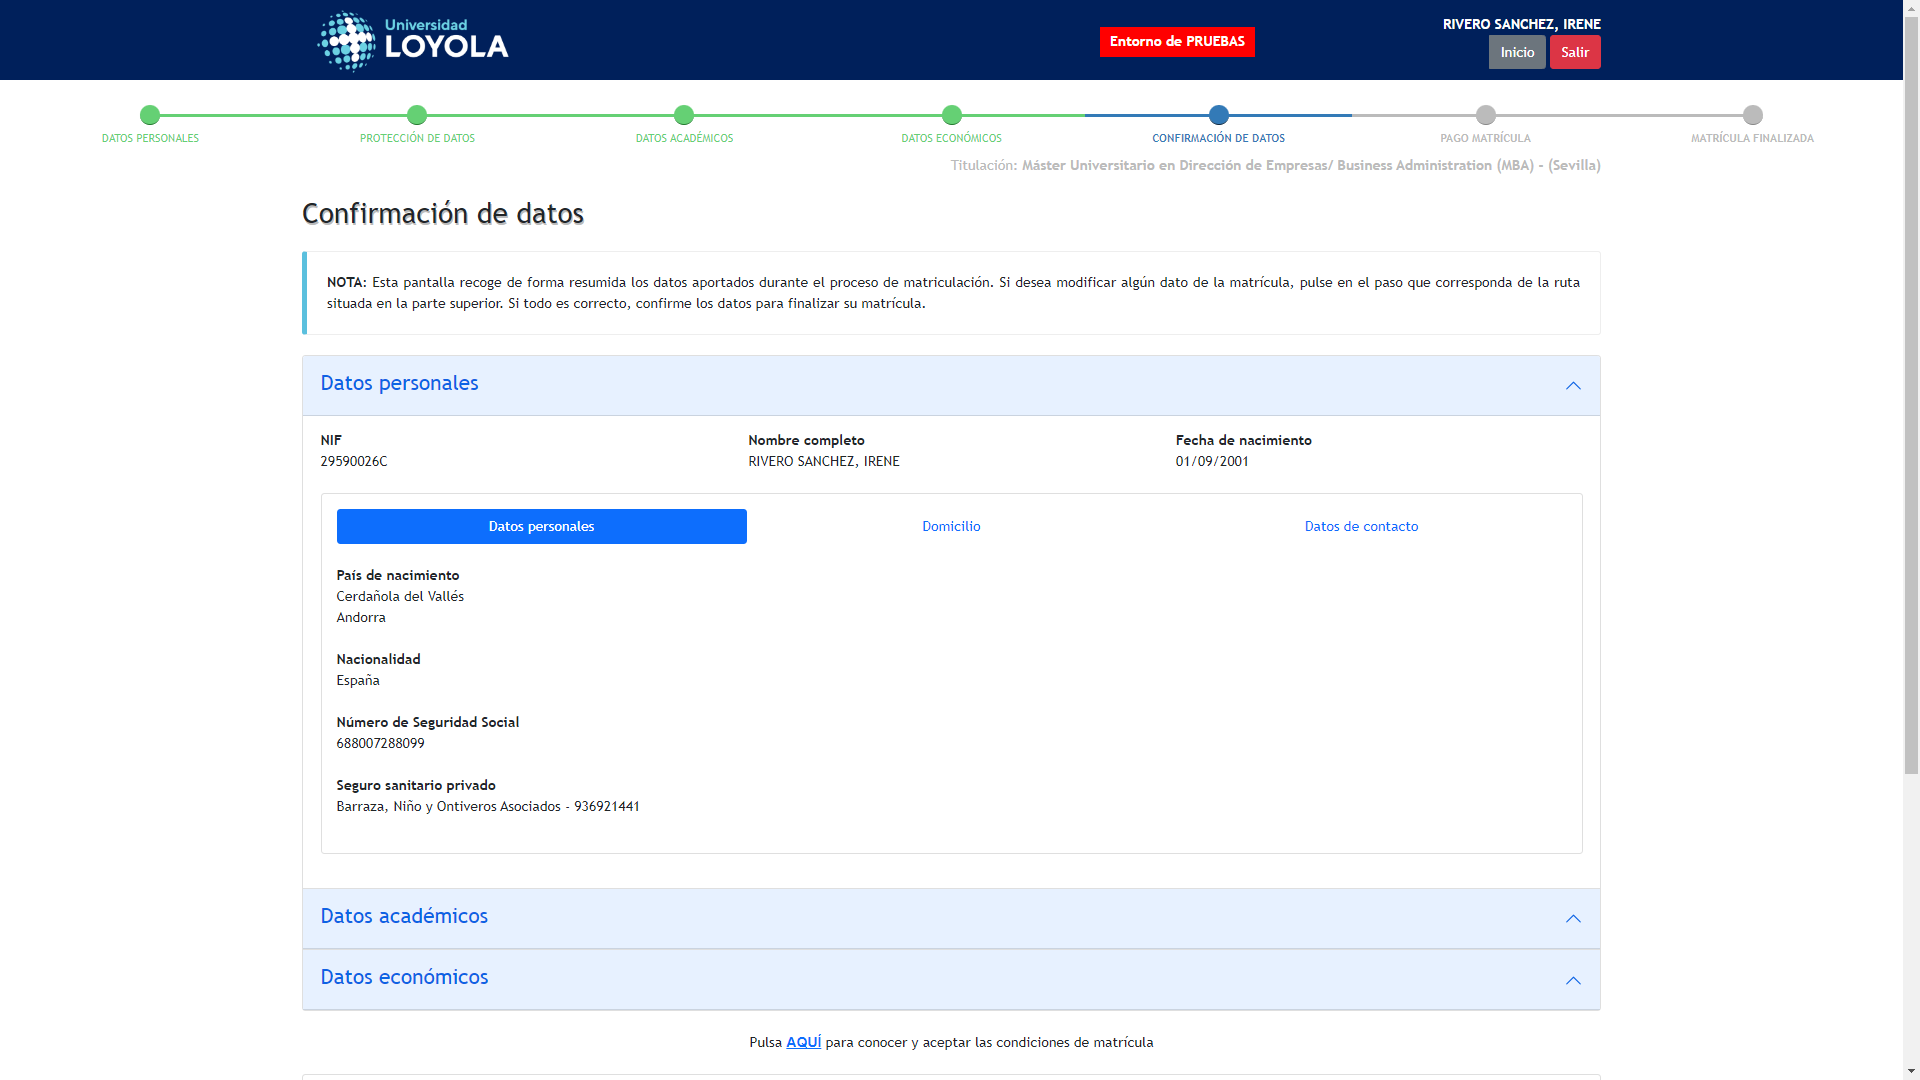 Universidad
LOYOLA
Entorno de PRUEBAS
RIVERO SANCHEZ, IRENE
Inicio
Salir
DATOS PERSONALES
PROTECCIÓN DE DATOS
DATOS ACADÉMICOS
DATOS ECONÓMICOS
CONFIRMACIÓN DE DATOS
PAGO MATRÍCULA
MATRÍCULA FINALIZADA
Titulación: Máster Universitario en Dirección de Empresas/ Business Administration (MBA) - (Sevilla)
Confirmación de datos
NOTA: Esta pantalla recoge de forma resumida los datos aportados durante el proceso de matriculación. Si desea modificar algún dato de la matrícula, pulse en el paso que corresponda de la ruta
situada en la parte superior. Si todo es correcto, confirme los datos para finalizar su matrícula.
Datos personales
NIF
29590026C
Nombre completo
RIVERO SANCHEZ, IRENE
Fecha de nacimiento
01/09/2001
Datos personales
Domicilio
Datos de contacto
País de nacimiento
Cerdañola del Vallés
Andorra
Nacionalidad
España
Número de Seguridad Social
688007288099
Seguro sanitario privado
Barraza, Niño y Ontiveros Asociados - 936921441
Datos académicos
Datos económicos
Pulsa AQUÍ para conocer y aceptar las condiciones de matrícula